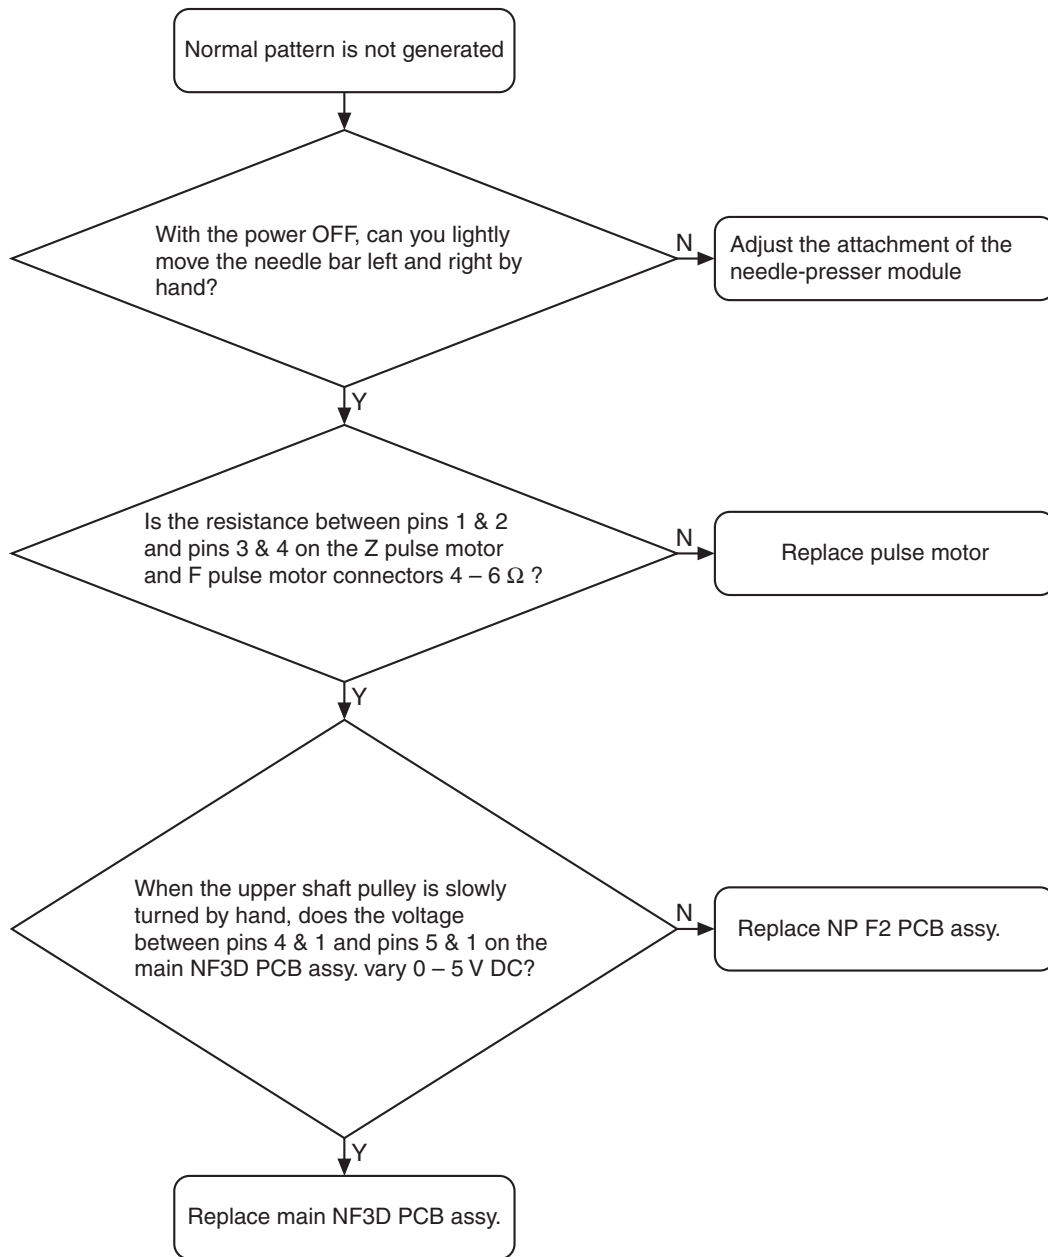 Normal pattern is not generated
With the power OFF, can you lightly
move the needle bar left and right by
hand?
N
Adjust the attachment of the
needle-presser module
Y
Is the resistance between pins 1 & 2
and pins 3 & 4 on the Z pulse motor
and F pulse motor connectors 4 – 6 Ω ?
N
Replace pulse motor
Y
When the upper shaft pulley is slowly
turned by hand, does the voltage
between pins 4 & 1 and pins 5 & 1 on the
main NF3D PCB assy. vary 0 – 5 V DC?
N
Replace NP F2 PCB assy.
Y
Replace main NF3D PCB assy.